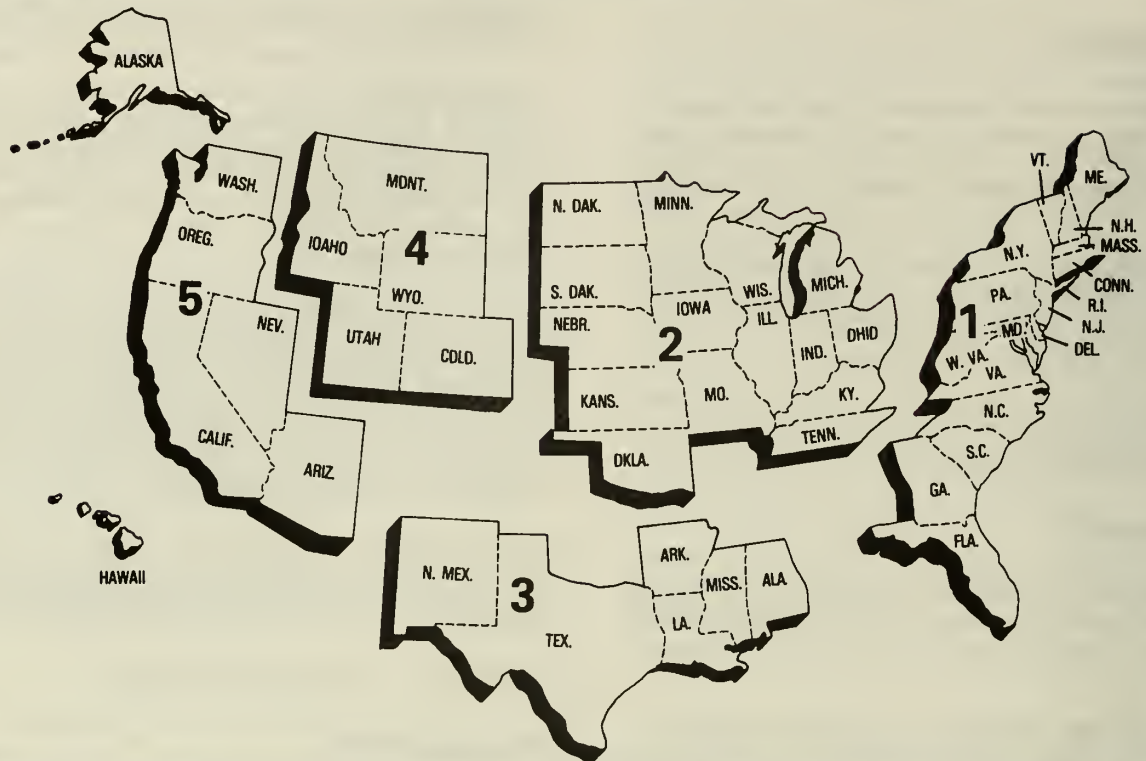 ALASKA
WASH.
OREG.
5
NEV.
CALIF.
ARIZ.
HAWAII
MDNT.
IOAHO
4
WYO.
UTAH
CDLD.
N. DAK.
MINN.
S. DAK.
WIS.
MICH.
NEBR.
IOWA
2
ILL.
IND.
DHID
KANS.
MO.
KY.
TENN.
DKLA.
N. MEX.
3
TEX.
ARK.
LA.
MISS.
ALA.
VT.
ME.
N.H.
MASS.
N.Y.
CONN.
R.I.
PA.
1
N.J.
MD.
DEL.
W. VA.
VA.
N.C.
S.C.
GA.
FLA.